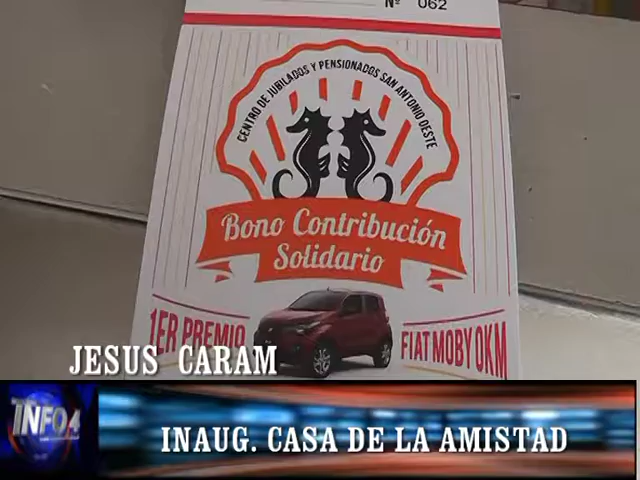 Nº 062
CENTRO DE JUBILADOS Y PENSIONADOS SAN ANTONIO OESTE
Bono Contribución
Solidario
1ER PREMIO
FIAT MOBY 0KM
JESUS CARAM
INFO4
INAUG. CASA DE LA AMISTAD